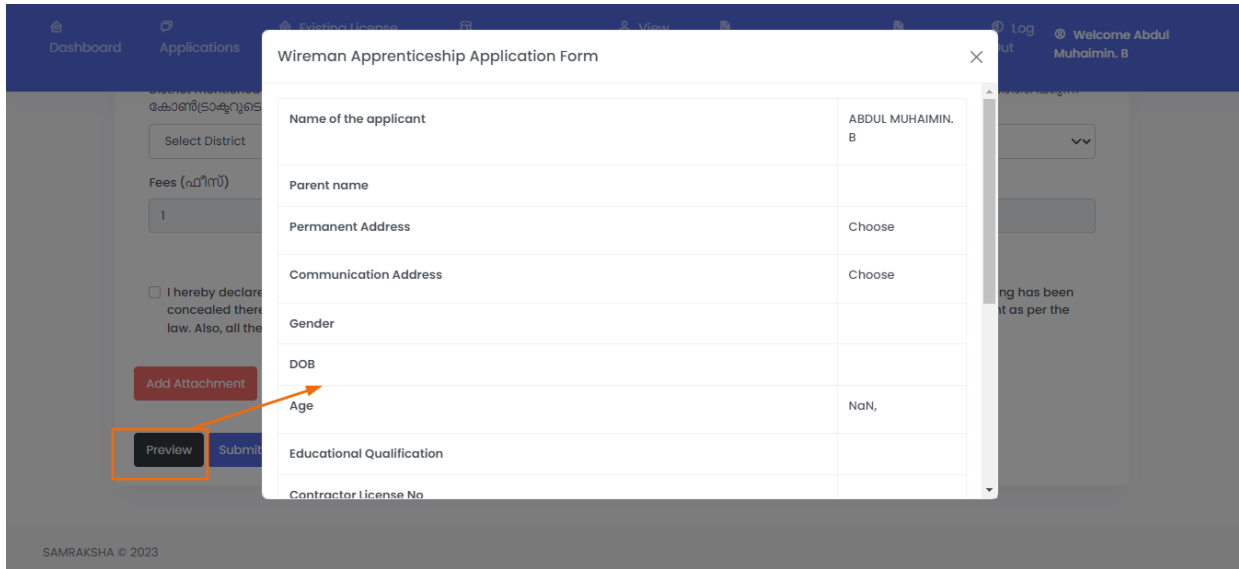 Dashboard
Applications
Existing License
View
Log
out
Welcome Abdul
Muhaimin. B
Wireman Apprenticeship Application Form
കോൺട്രാക്ടറുടെ
Select District
Fees (ഫീസ്)
1
I hereby declare
concealed there
law. Also, all the
ng has been
nt as per the
Add Attachment
Preview
Submit
Name of the applicant
ABDUL MUHAIMIN.
B
Parent name
Permanent Address
Choose
Communication Address
Choose
Gender
DOB
Age
NaN,
Educational Qualification
Contractor License No
SAMRAKSHA © 2023